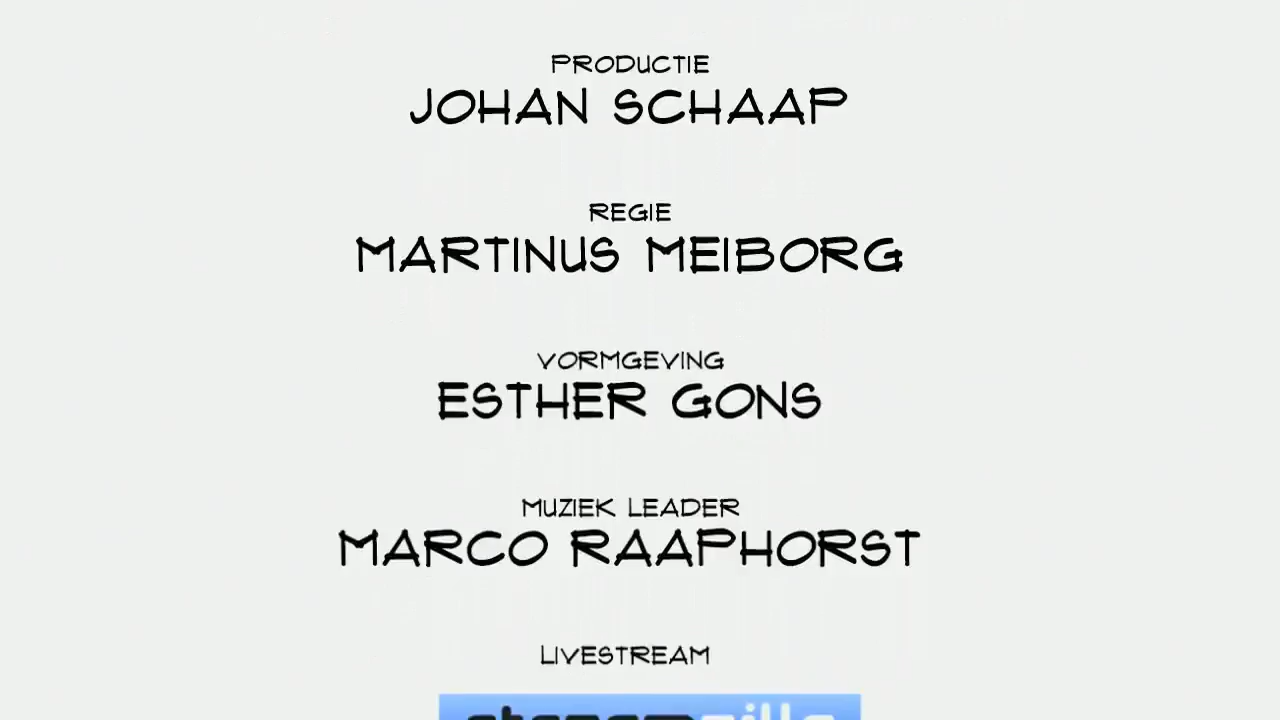 PRODUCTIE
JOHAN SCHAAP
REGIE
MARTINUS MEIBORG
VORMGEVING
ESTHER GONS
MUZIEK LEADER
MARCO RAAPHORST
LIVESTREAM